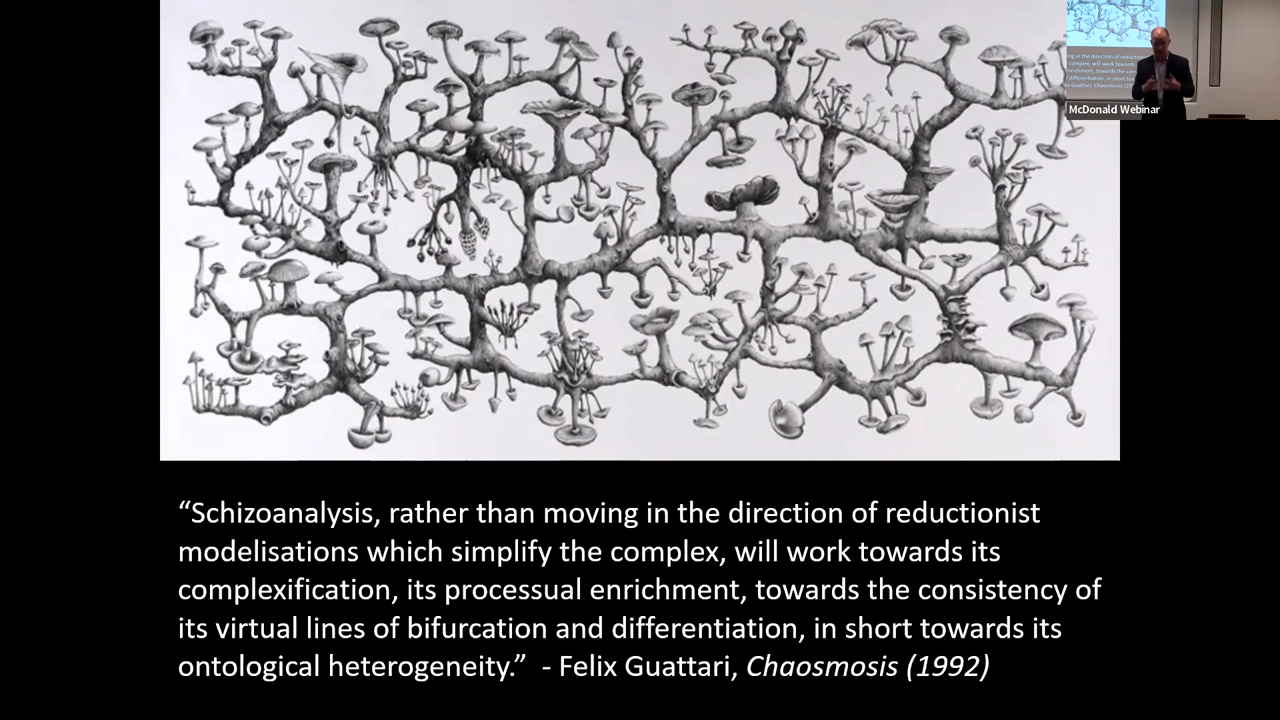 “Schizoanalysis, rather than moving in the direction of reductionist
modelisations which simplify the complex, will work towards its
complexification, its processual enrichment, towards the consistency of
its virtual lines of bifurcation and differentiation, in short towards its
ontological heterogeneity.”  - Felix Guattari, Chaosmosis (1992)
McDonald Webinar